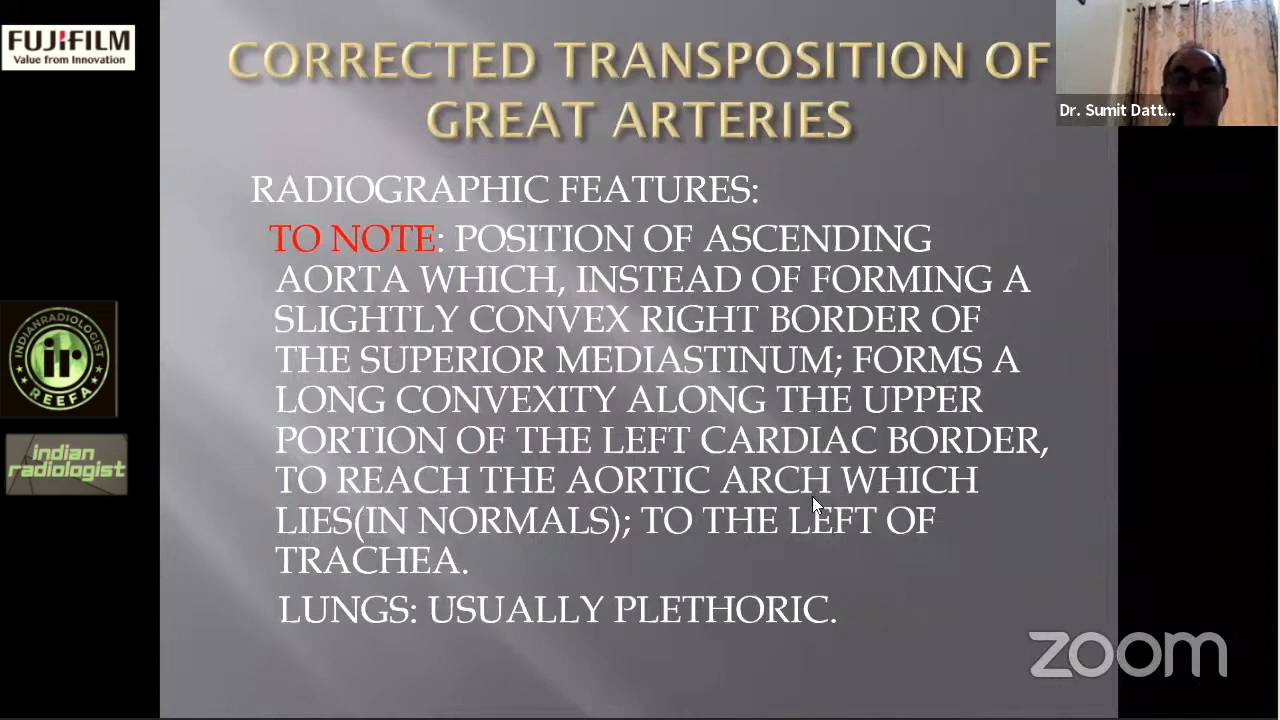 FUJIFILM
Value from Innovation
CORRECTED TRANSPOSITION OF
GREAT ARTERIES
Dr. Sumit Datt...
RADIOGRAPHIC FEATURES:
TO NOTE: POSITION OF ASCENDING
AORTA WHICH, INSTEAD OF FORMING A
SLIGHTLY CONVEX RIGHT BORDER OF
THE SUPERIOR MEDIASTINUM; FORMS A
LONG CONVEXITY ALONG THE UPPER
PORTION OF THE LEFT CARDIAC BORDER,
TO REACH THE AORTIC ARCH WHICH
LIES(IN NORMALS); TO THE LEFT OF
TRACHEA.
LUNGS: USUALLY PLETHORIC.
INDIANRADIOLOGIST
ir
REEFA
indian
radiologist
zoom